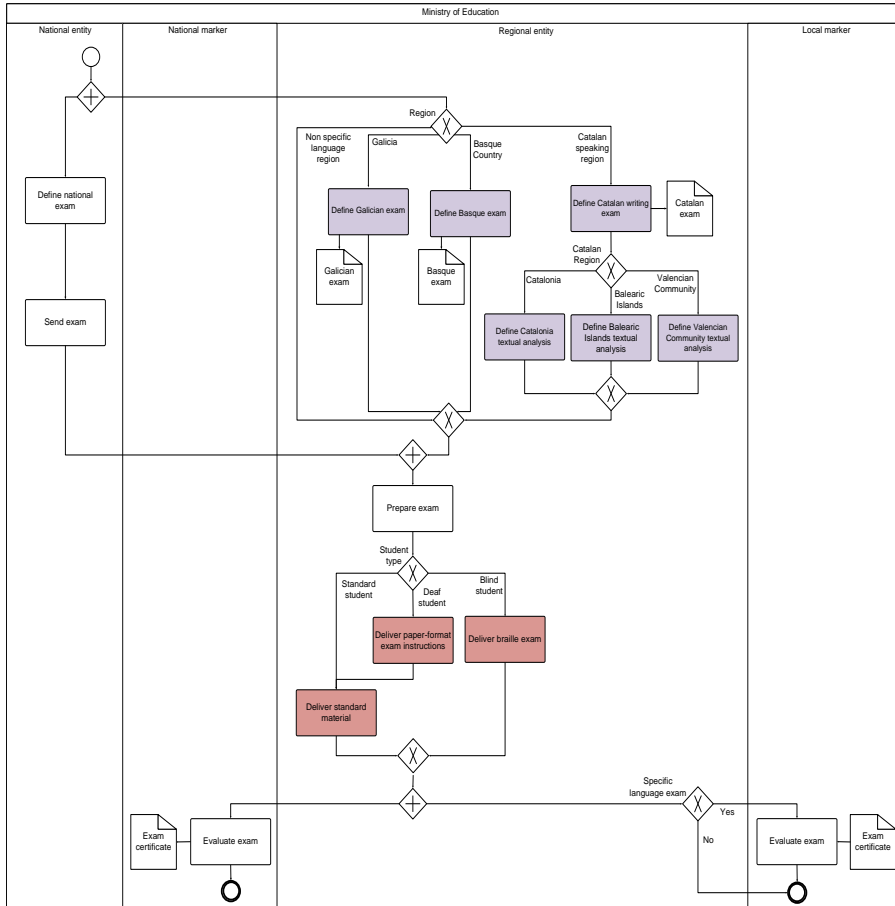 Ministry of Education
National entity
National marker
Regional entity
Local marker
Region
Non specific
language
region
Galicia
Basque
Country
Catalan
speaking
region
Define national
exam
Define Galician exam
Define Basque exam
Define Catalan writing
exam
Catalan
exam
Galician
exam
Basque
exam
Catalan
Region
Catalonia
Balearic
Islands
Valencian
Community
Send exam
Define Catalonia
textual analysis
Define Balearic
Islands textual
analysis
Define Valencian
Community textual
analysis
Prepare exam
Student
type
Standard
student
Deaf
student
Blind
student
Deliver paper-format
exam instructions
Deliver braille exam
Deliver standard
material
Specific
language exam
Yes
No
Exam
certificate
Evaluate exam
Evaluate exam
Exam
certificate